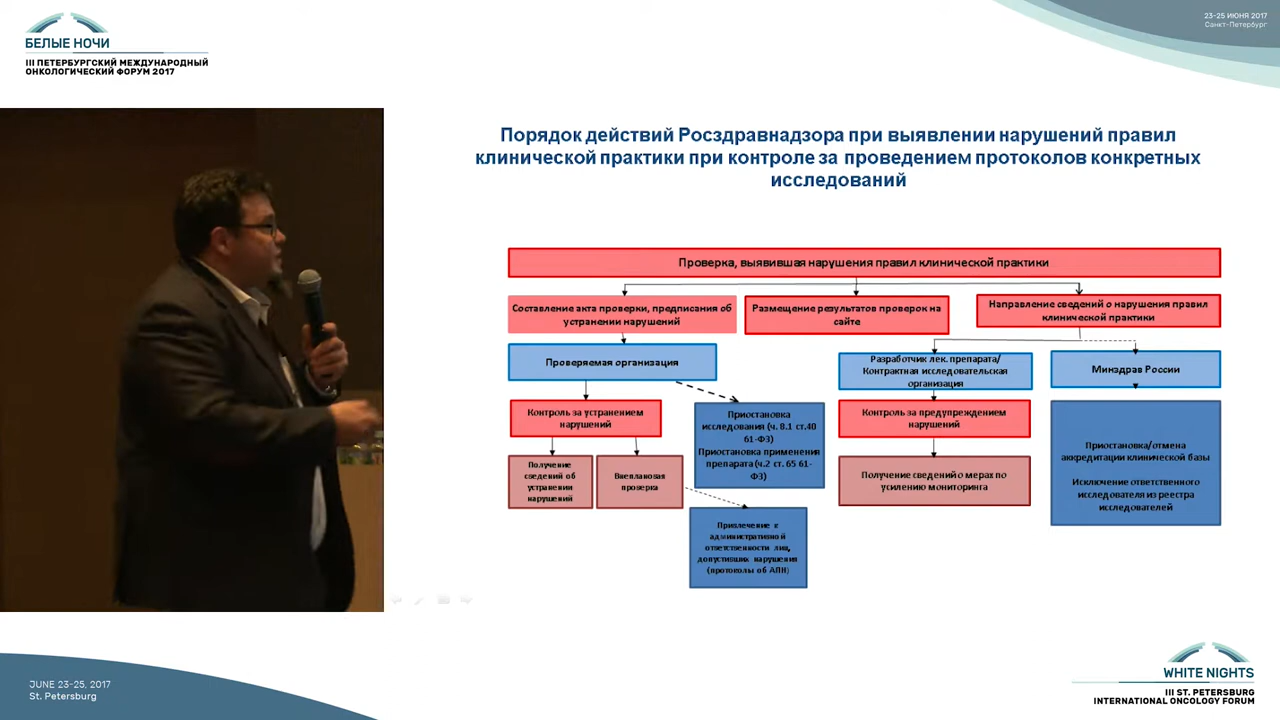 БЕЛЫЕ НОЧИ
III ПЕТЕРБУРГСКИЙ МЕЖДУНАРОДНЫЙ
ОНКОЛОГИЧЕСКИЙ ФОРУМ 2017
23-25 ИЮНЯ 2017
Санкт-Петербург
Порядок действий Росздравнадзора при выявлении нарушений правил
клинической практики при контроле за проведением протоколов конкретных
исследований
Проверка, выявившая нарушения правил клинической практики
Составление акта проверки, предписания об
устранении нарушений
Размещение результатов проверок на
сайте
Направление сведений о нарушения правил
клинической практики
Проверяемая организация
Разработчик лек. препарата/
Контрактная исследовательская
организация
Минздрав России
Контроль за устранением
нарушений
Приостановка
исследования (ч. 8.1 ст.40
61-ФЗ)
Приостановка применения
препарата (ч.2 ст. 65 61-
ФЗ)
Контроль за предупреждением
нарушений
Приостановка/отмена
аккредитации клинической базы
Исключение ответственного
исследователя из реестра
исследователей
Получение
сведений об
устранении
нарушений
Внеплановая
проверка
Получение сведений о мерах по
усилению мониторинга
Привлечение к
административной
ответственности лиц,
допустивших нарушения
(протоколы об АПН)
JUNE 23-25, 2017
St. Petersburg
WHITE NIGHTS
III ST. PETERSBURG
INTERNATIONAL ONCOLOGY FORUM